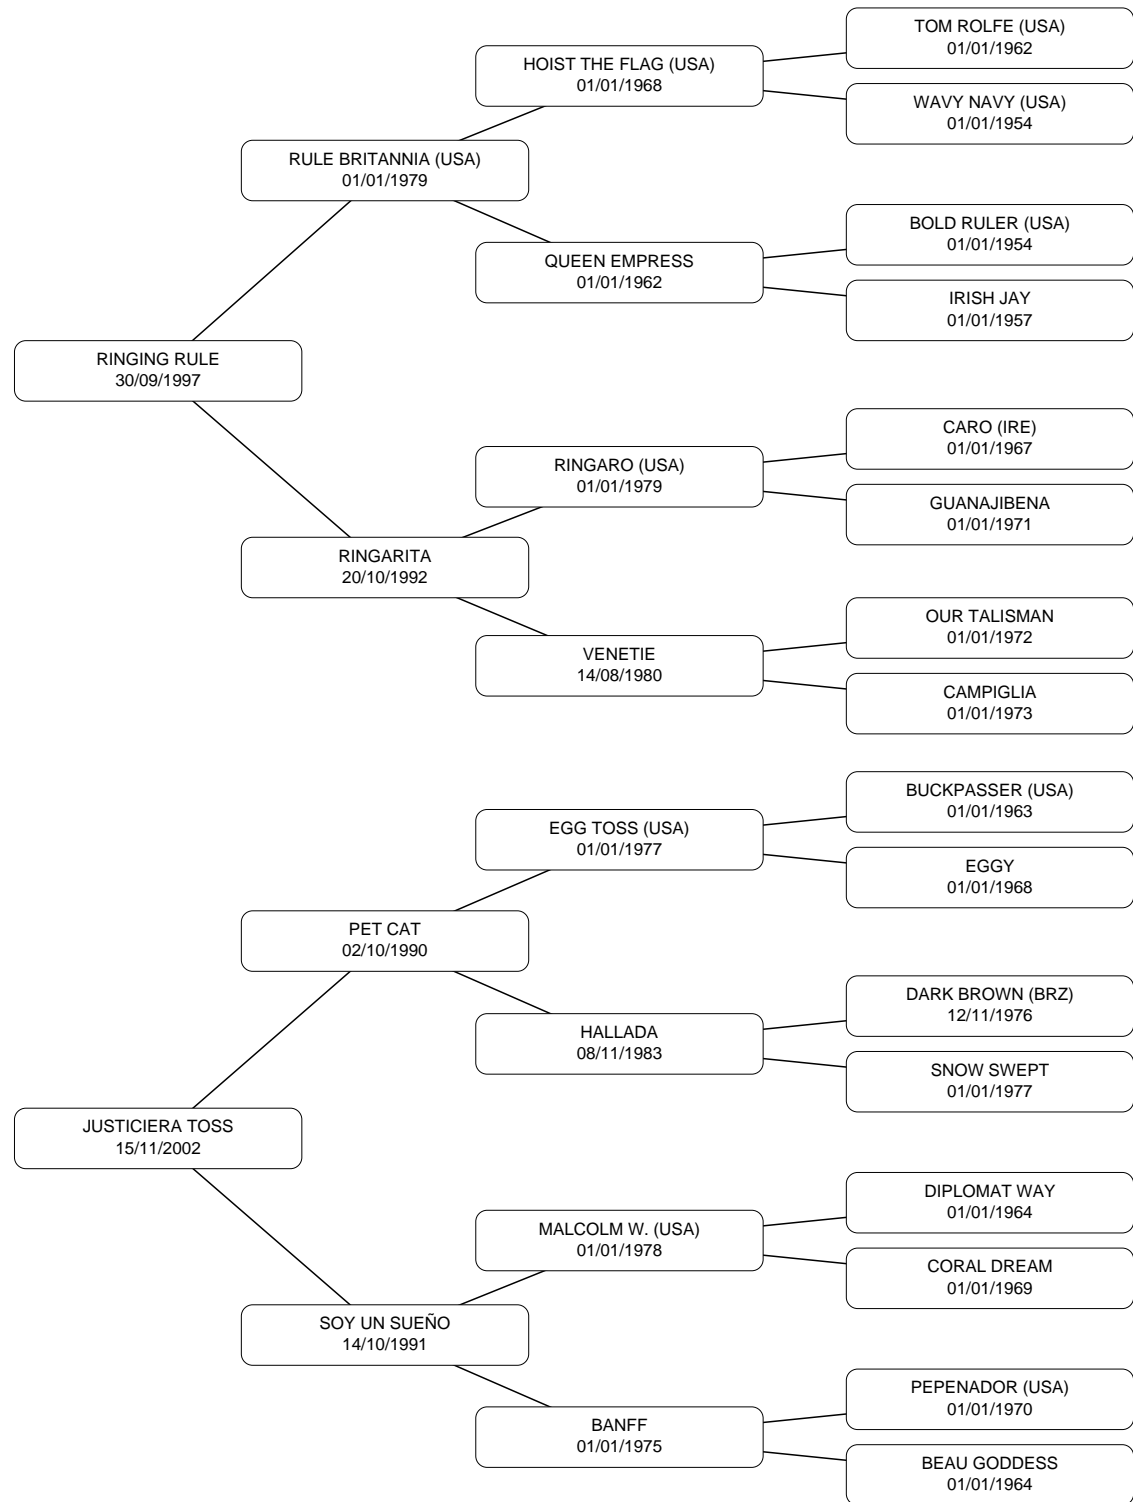 TOM ROLFE (USA)
01/01/1962
HOIST THE FLAG (USA)
01/01/1968
WAVY NAVY (USA)
01/01/1954
RULE BRITANNIA (USA)
01/01/1979
BOLD RULER (USA)
01/01/1954
QUEEN EMPRESS
01/01/1962
IRISH JAY
01/01/1957
RINGING RULE
30/09/1997
CARO (IRE)
01/01/1967
RINGARO (USA)
01/01/1979
GUANAJIBENA
01/01/1971
RINGARITA
20/10/1992
OUR TALISMAN
01/01/1972
VENETIE
14/08/1980
CAMPIGLIA
01/01/1973
BUCKPASSER (USA)
01/01/1963
EGG TOSS (USA)
01/01/1977
EGGY
01/01/1968
PET CAT
02/10/1990
DARK BROWN (BRZ)
12/11/1976
HALLADA
08/11/1983
SNOW SWEPT
01/01/1977
JUSTICIERA TOSS
15/11/2002
DIPLOMAT WAY
01/01/1964
MALCOLM W. (USA)
01/01/1978
CORAL DREAM
01/01/1969
SOY UN SUEÑO
14/10/1991
PEPENADOR (USA)
01/01/1970
BANFF
01/01/1975
BEAU GODDESS
01/01/1964